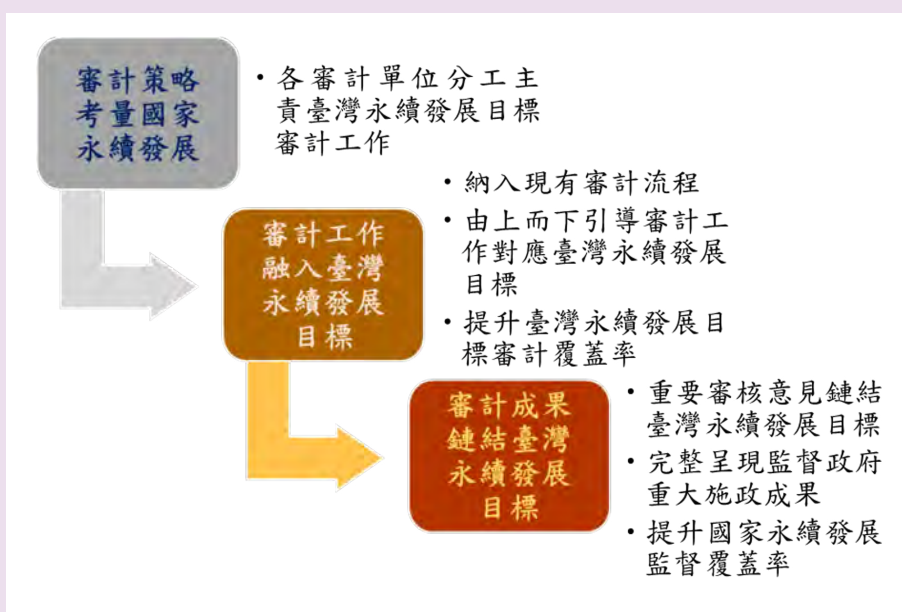 審計策略
考量國家
永續發展
・各審計單位分工主
責臺灣永續發展目標
審計工作
審計工作
融入臺灣
永續發展
目標
・納入現有審計流程
・由上而下引導審計工
作對應臺灣永續發展
目標
・提升臺灣永續發展目
標審計覆蓋率
審計成果
鏈結臺灣
永續發展
目標
・重要審核意見鏈結
臺灣永續發展目標
・完整呈現監督政府
重大施政成果
・提升國家永續發展
監督覆蓋率